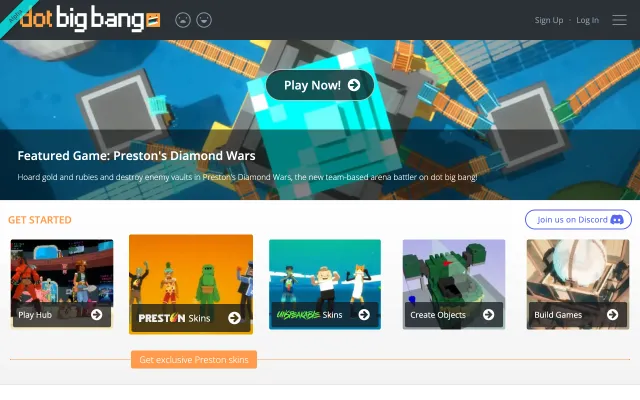 Alpha
dot big bang
Sign Up · Log In
Play Now!
Featured Game: Preston's Diamond Wars
Hoard gold and rubies and destroy enemy vaults in Preston's Diamond Wars, the new team-based arena battler on dot big bang!
GET STARTED
Join us on Discord
Play Hub
PRESTON Skins
UNSPEAKABLE Skins
Create Objects
Build Games
Get exclusive Preston skins